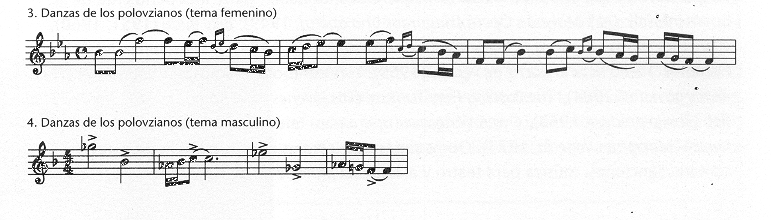 3. Danzas de los polovzianos (tema femenino)
4. Danzas de los polovzianos (tema masculino)